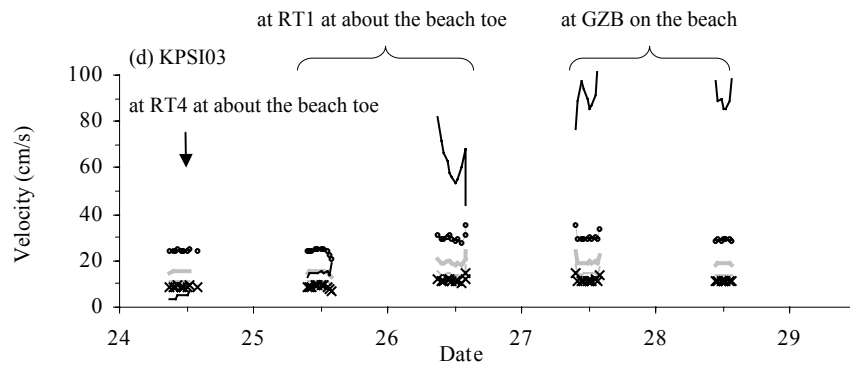 at RT1 at about the beach toe
at GZB on the beach
(d) KPSI03
at RT4 at about the beach toe
Velocity (cm/s)
100
80
60
40
20
0
24
25
26
27
28
29
Date